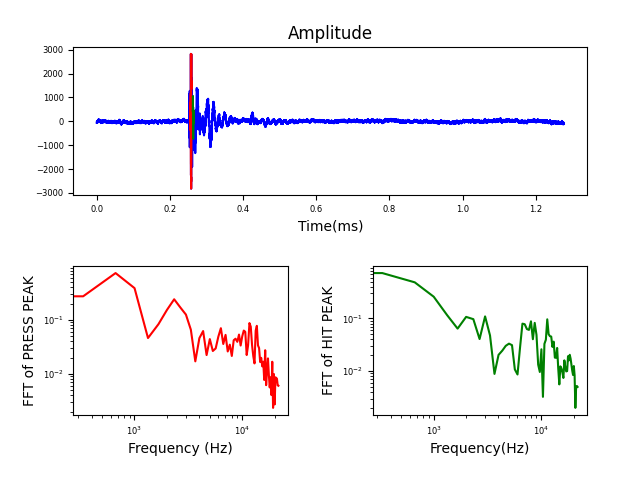 Amplitude
3000
2000
1000
0
−1000
−2000
−3000
0.0 0.2 0.4 0.6 0.8 1.0 1.2
Time(ms)
FFT of PRESS PEAK
10⁻¹
10⁻²
10³ 10⁴
Frequency (Hz)
FFT of HIT PEAK
10⁻¹
10⁻²
10³ 10⁴
Frequency(Hz)